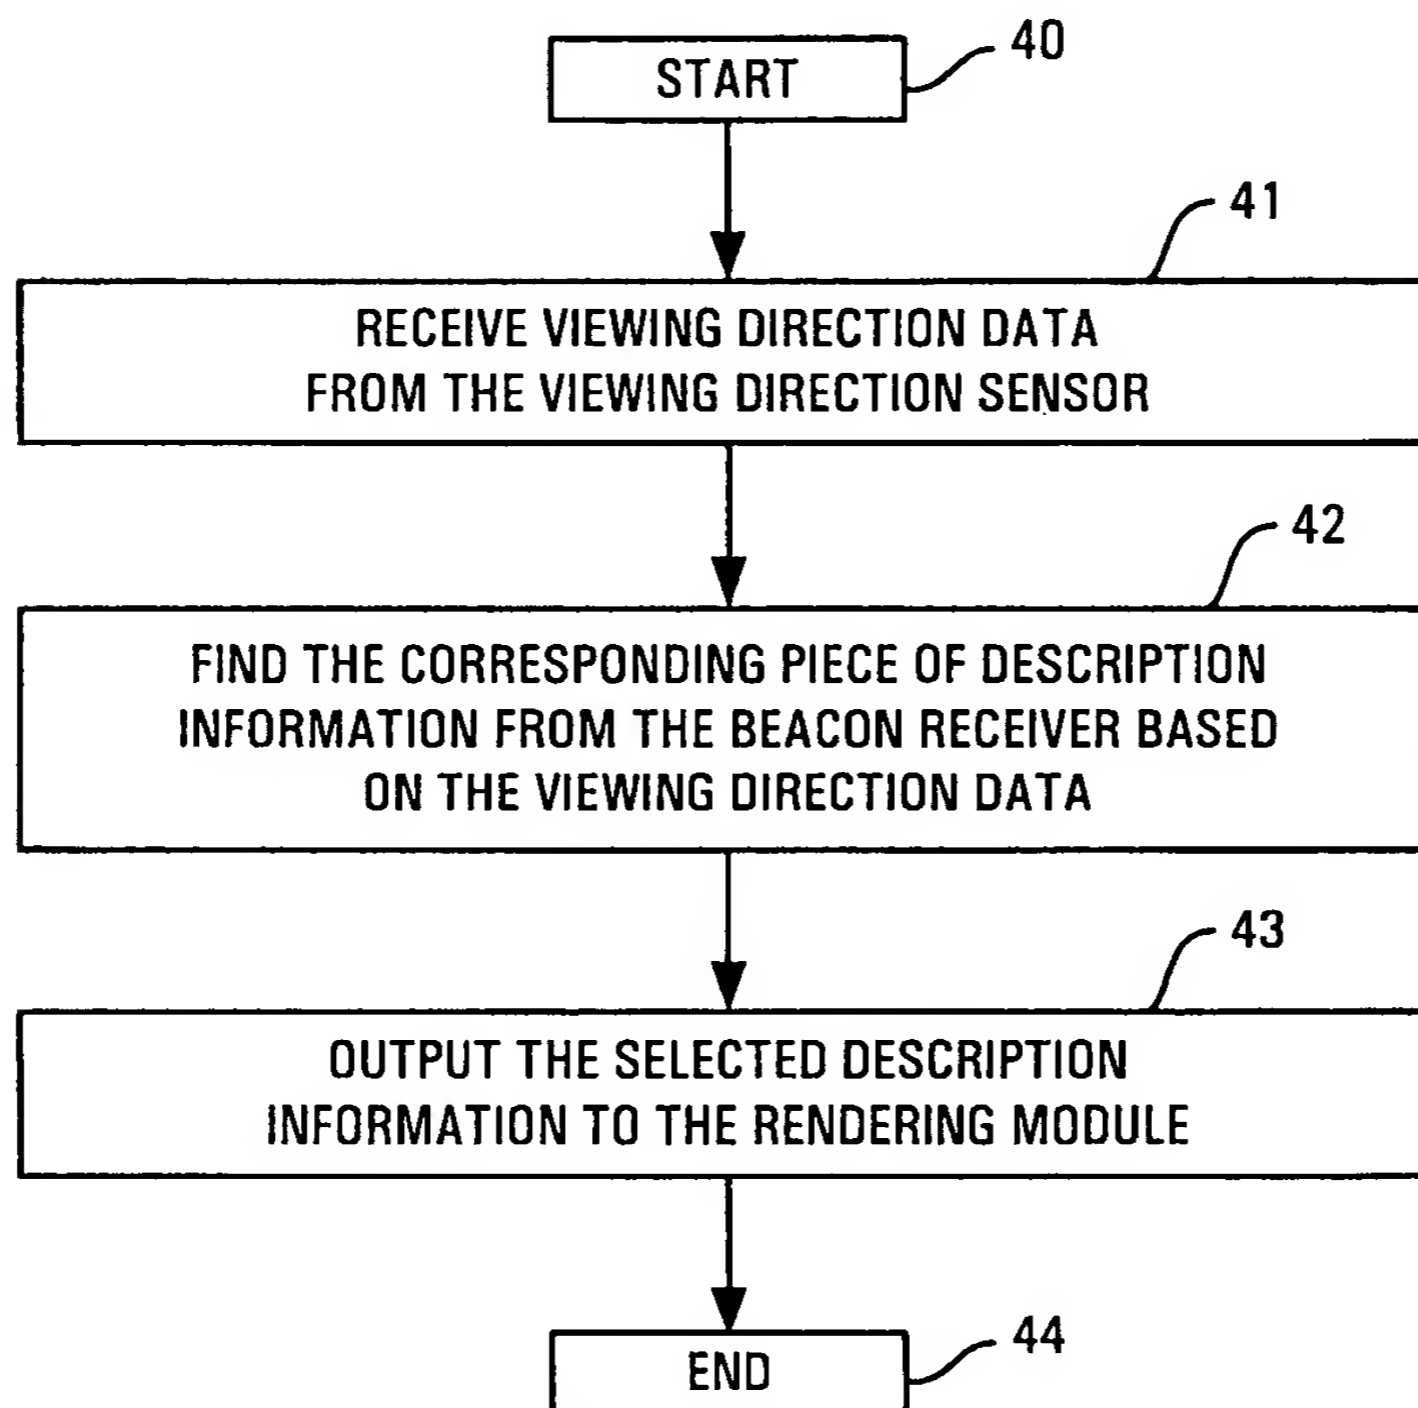 START
40
41
RECEIVE VIEWING DIRECTION DATA
FROM THE VIEWING DIRECTION SENSOR
42
FIND THE CORRESPONDING PIECE OF DESCRIPTION
INFORMATION FROM THE BEACON RECEIVER BASED
ON THE VIEWING DIRECTION DATA
43
OUTPUT THE SELECTED DESCRIPTION
INFORMATION TO THE RENDERING MODULE
END
44